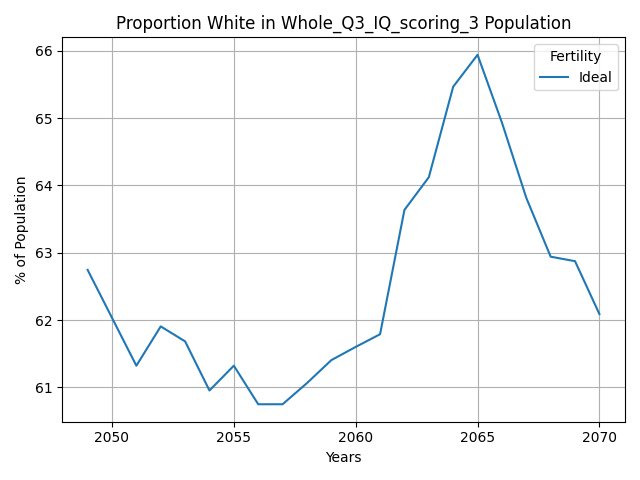 Proportion White in Whole_Q3_IQ_scoring_3 Population
Fertility
Ideal
66
65
64
63
62
61
% of Population
2050 2055 2060 2065 2070
Years